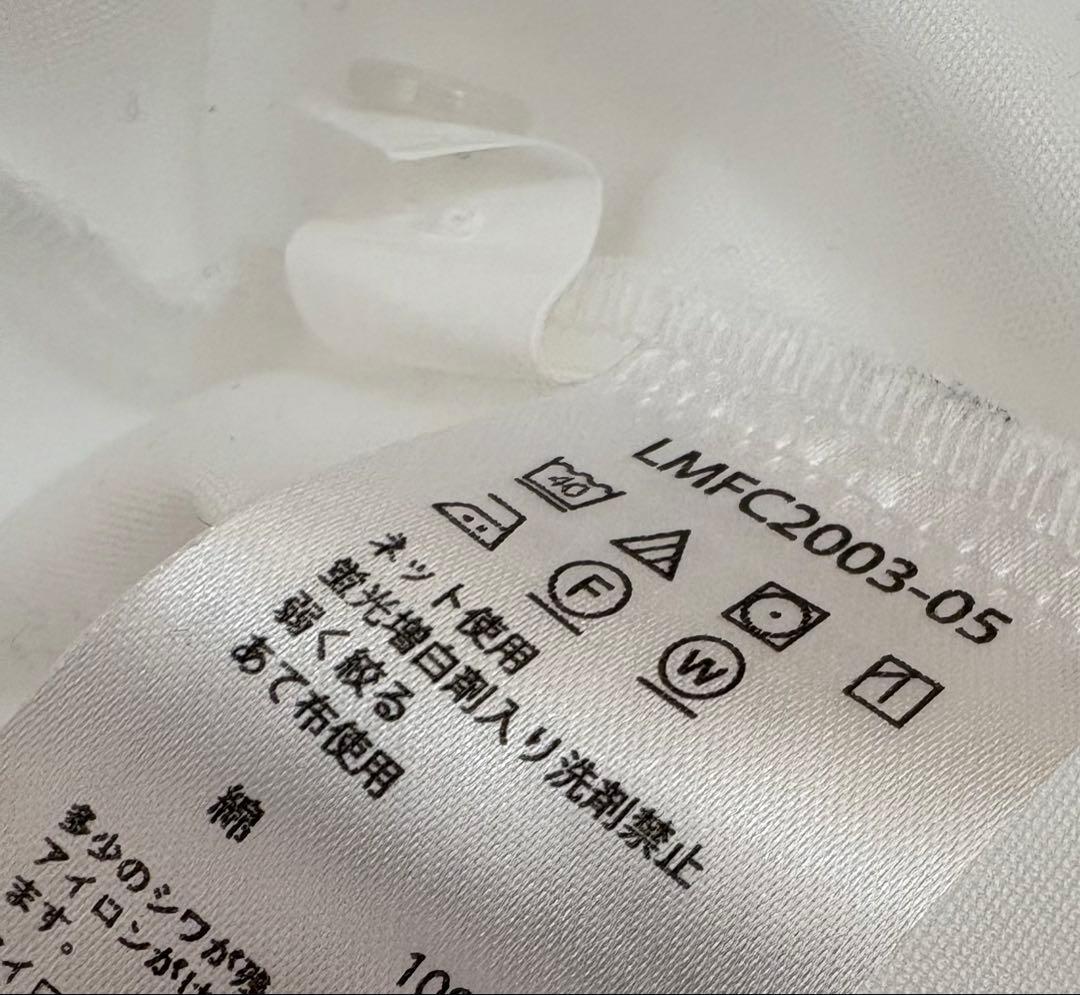 LMFC2003-05
40
F
W
ネット使用
蛍光増白剤入り洗剤禁止
弱く絞る
あて布使用
綿
10
多少のシワが残
アイロンがけ
ます。